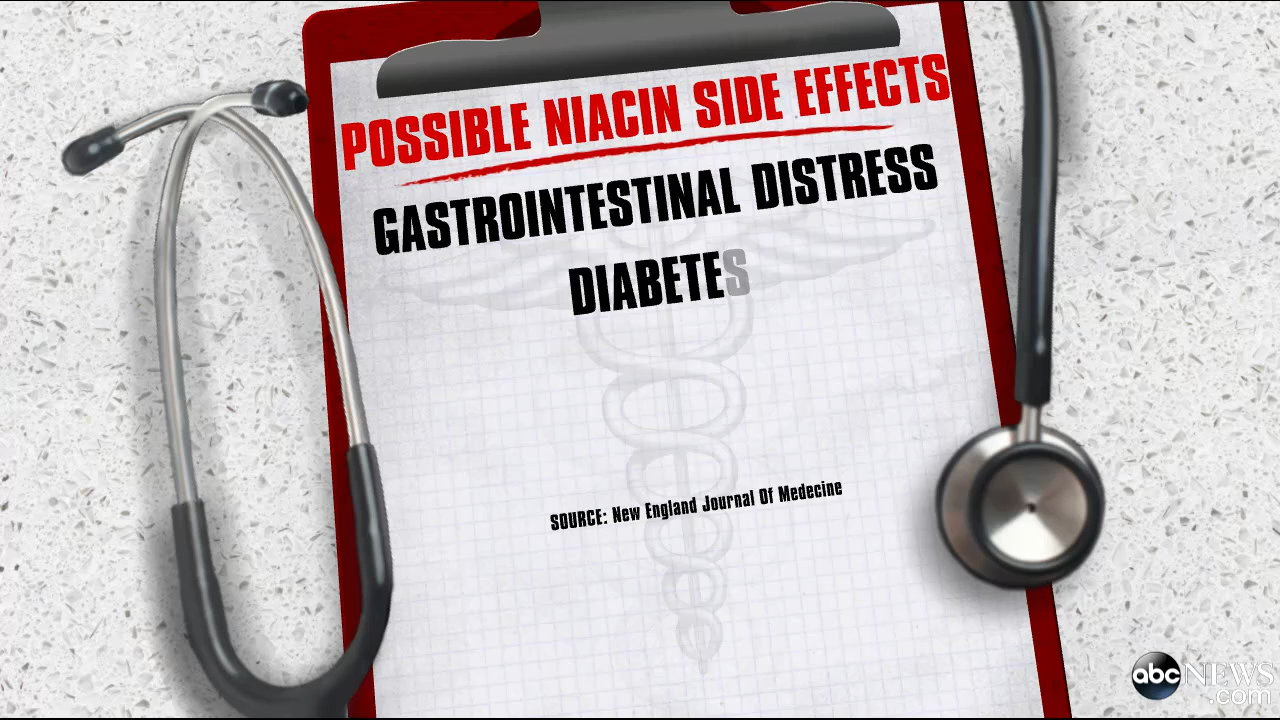 POSSIBLE NIACIN SIDE EFFECTS
GASTROINTESTINAL DISTRESS
DIABETES
SOURCE: New England Journal Of Medecine
abc NEWS
.com